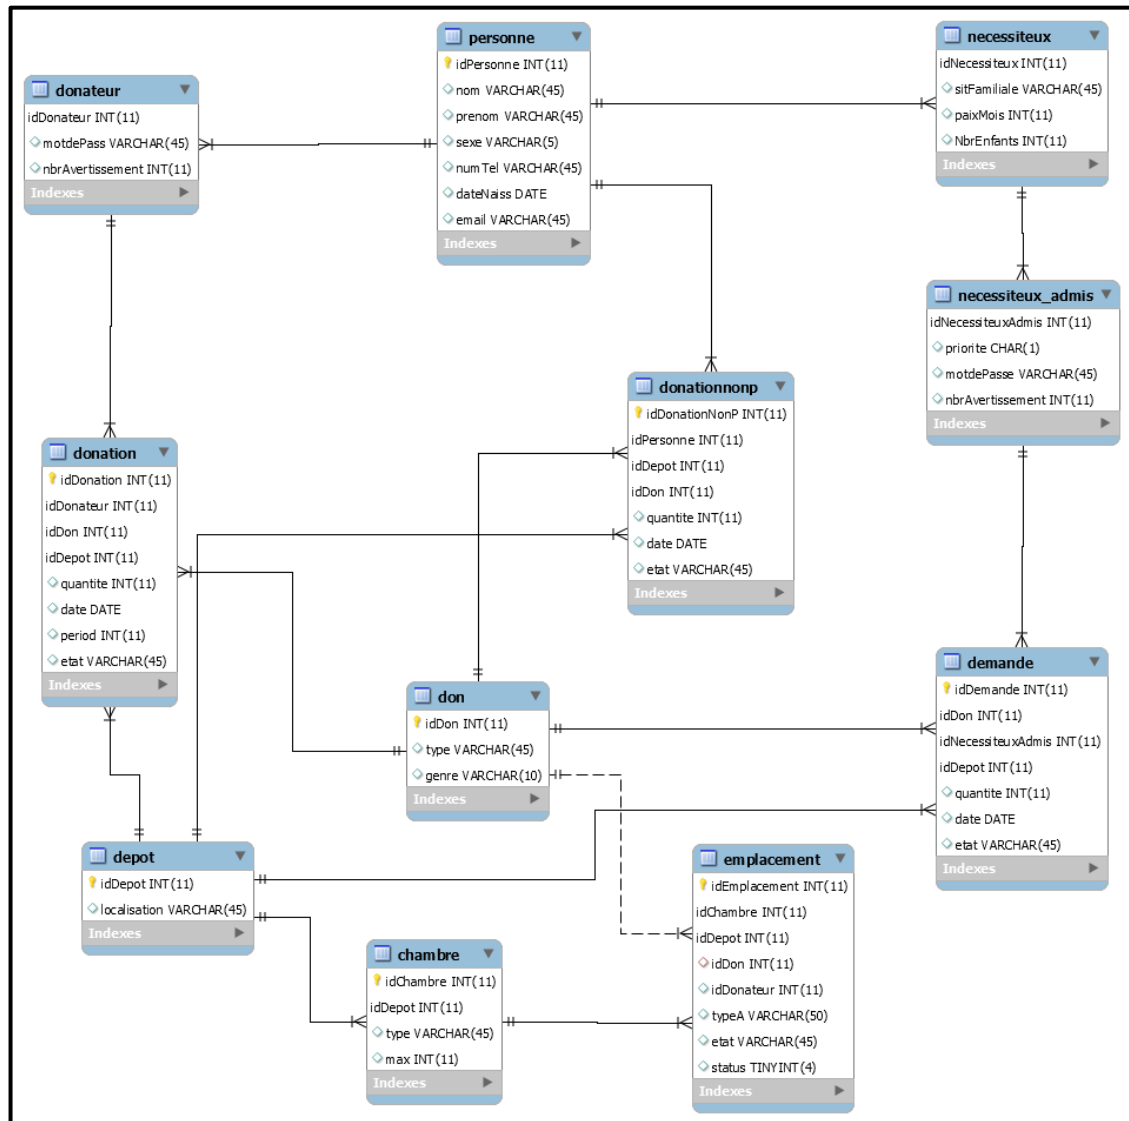 personne
idPersonne INT(11)
nom VARCHAR(45)
prenom VARCHAR(45)
sexe VARCHAR(5)
numTel VARCHAR(45)
dateNaiss DATE
email VARCHAR(45)
Indexes
necessiteux
idNecessiteux INT(11)
sitFamiliale VARCHAR(45)
paixMois INT(11)
NbrEnfants INT(11)
Indexes
donateur
idDonateur INT(11)
motdePass VARCHAR(45)
nbrAvertissement INT(11)
Indexes
necessiteux_admis
idNecessiteuxAdmis INT(11)
priorite CHAR(1)
motdePasse VARCHAR(45)
nbrAvertissement INT(11)
Indexes
donationnonp
idDonationNonP INT(11)
idPersonne INT(11)
idDepot INT(11)
idDon INT(11)
quantite INT(11)
date DATE
etat VARCHAR(45)
Indexes
donation
idDonation INT(11)
idDonateur INT(11)
idDon INT(11)
idDepot INT(11)
quantite INT(11)
date DATE
period INT(11)
etat VARCHAR(45)
Indexes
demande
idDemande INT(11)
idDon INT(11)
idNecessiteuxAdmis INT(11)
idDepot INT(11)
quantite INT(11)
date DATE
etat VARCHAR(45)
Indexes
don
idDon INT(11)
type VARCHAR(45)
genre VARCHAR(10)
Indexes
depot
idDepot INT(11)
localisation VARCHAR(45)
Indexes
emplacement
idEmplacement INT(11)
idChambre INT(11)
idDepot INT(11)
idDon INT(11)
idDonateur INT(11)
typeA VARCHAR(50)
etat VARCHAR(45)
status TINYINT(4)
Indexes
chambre
idChambre INT(11)
idDepot INT(11)
type VARCHAR(45)
max INT(11)
Indexes